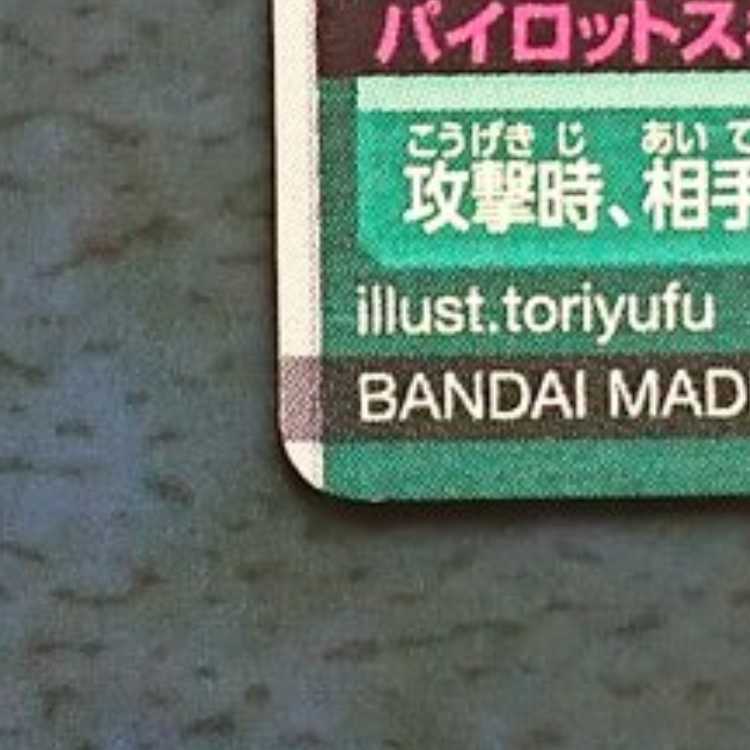 パイロットス
こうげき じ あい て
攻撃時、相手
illust.toriyufu
BANDAI MAD